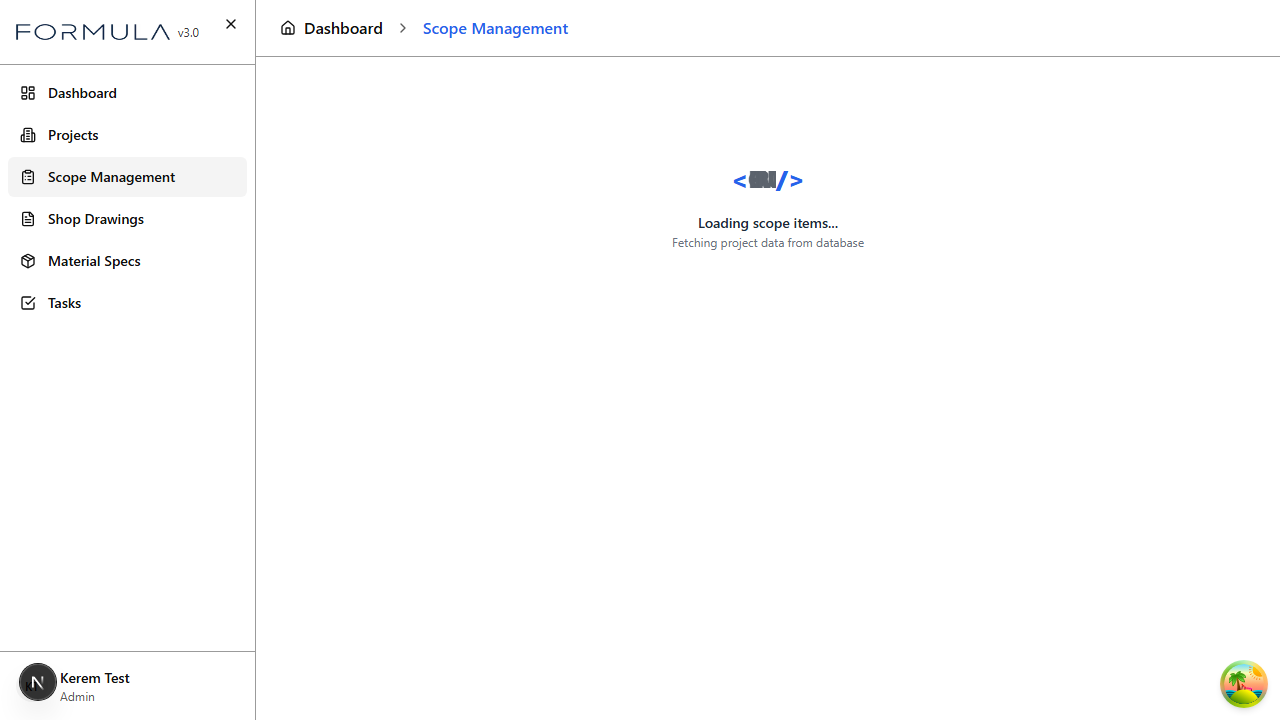 FORMULA v3.0
Dashboard
Projects
Scope Management
Shop Drawings
Material Specs
Tasks
N
Kerem Test
Admin
Dashboard > Scope Management
< />
Loading scope items...
Fetching project data from database